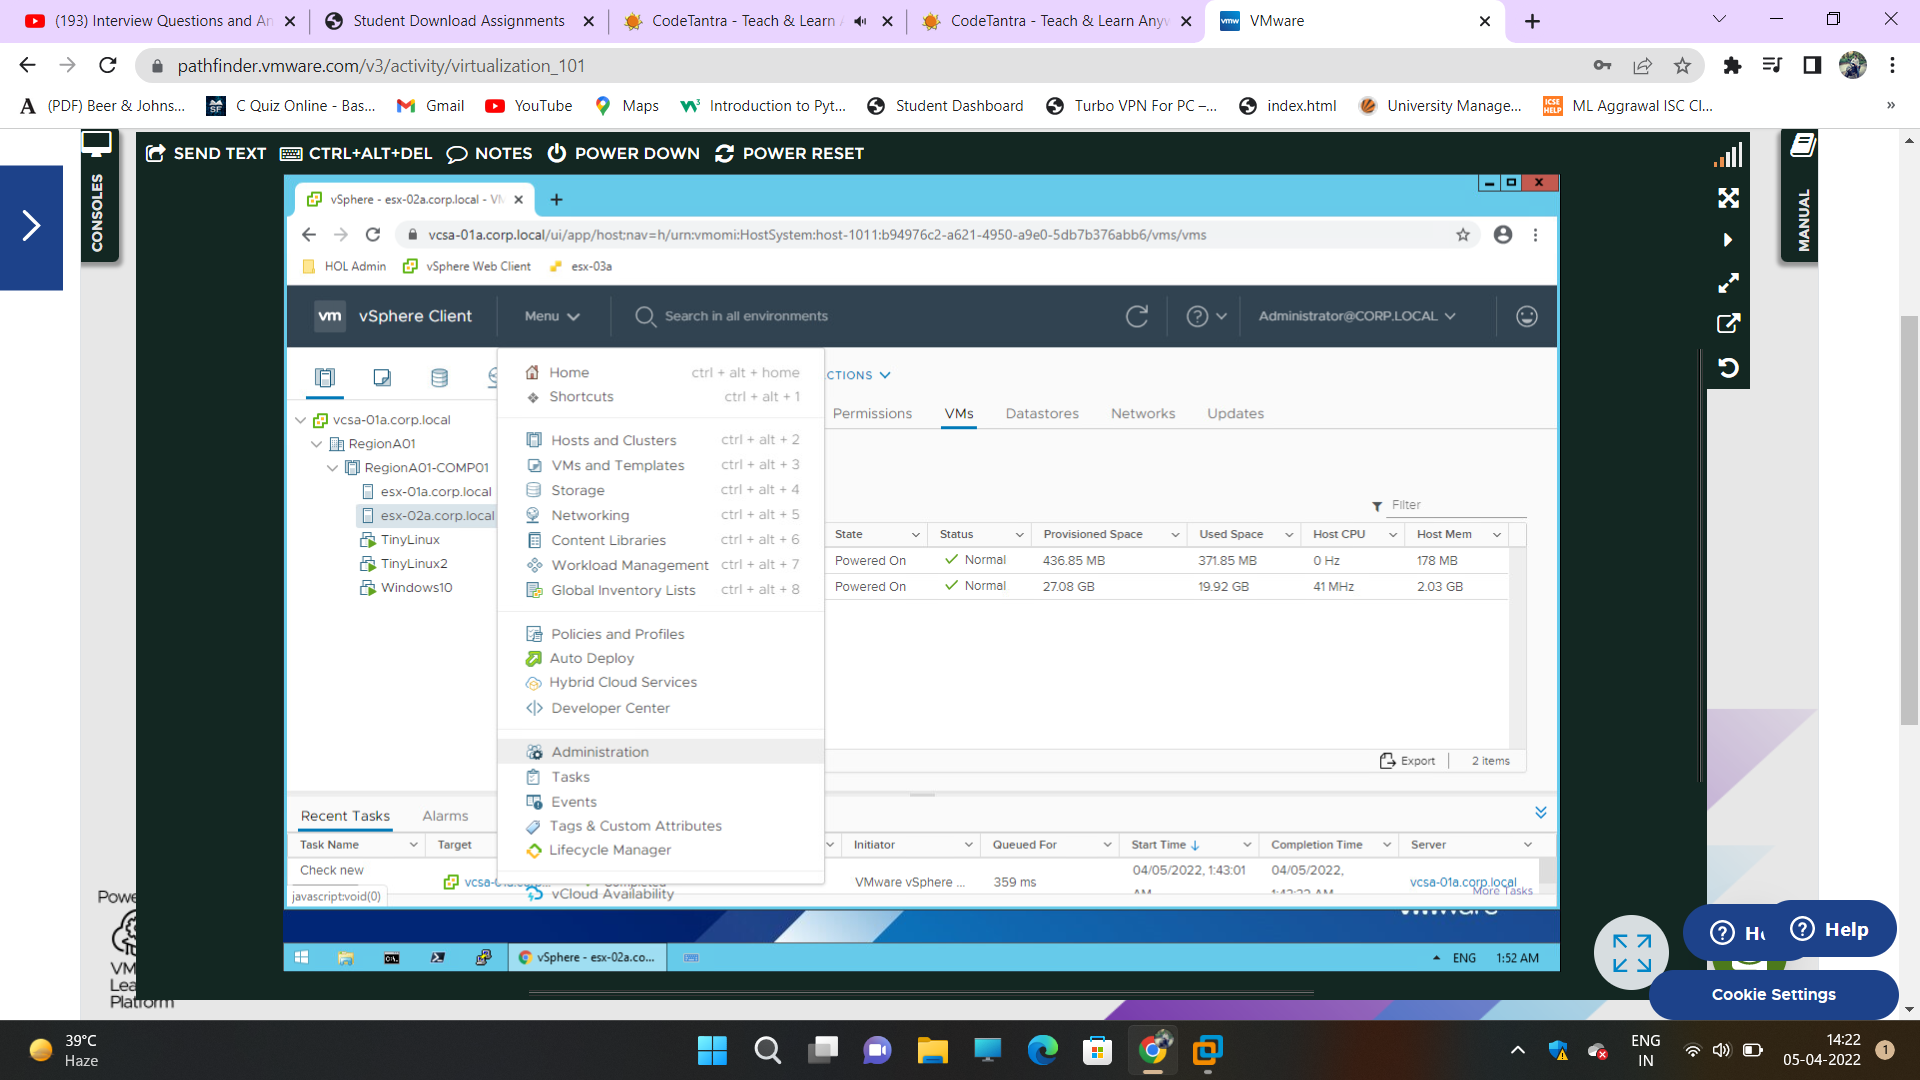 (193) Interview Questions and An
Student Download Assignments
CodeTantra - Teach & Learn A
CodeTantra - Teach & Learn Anyw
VMware
pathfinder.vmware.com/v3/activity/virtualization_101
(PDF) Beer & Johns...
C Quiz Online - Bas...
Gmail
YouTube
Maps
Introduction to Pyt...
Student Dashboard
Turbo VPN For PC –...
index.html
University Manage...
ML Aggrawal ISC Cl...
SEND TEXT
CTRL+ALT+DEL
NOTES
POWER DOWN
POWER RESET
CONSOLES
MANUAL
vSphere - esx-02a.corp.local - VM
vcsa-01a.corp.local/ui/app/host;nav=h/urn:vmomi:HostSystem:host-1011:b94976c2-a621-4950-a9e0-5db7b376abb6/vms/vms
HOL Admin
vSphere Web Client
esx-03a
vm vSphere Client
Menu
Search in all environments
Administrator@CORP.LOCAL
vcsa-01a.corp.local
RegionA01
RegionA01-COMP01
esx-01a.corp.local
esx-02a.corp.local
TinyLinux
TinyLinux2
Windows10
Home ctrl + alt + home
Shortcuts ctrl + alt + 1
Hosts and Clusters ctrl + alt + 2
VMs and Templates ctrl + alt + 3
Storage ctrl + alt + 4
Networking ctrl + alt + 5
Content Libraries ctrl + alt + 6
Workload Management ctrl + alt + 7
Global Inventory Lists ctrl + alt + 8
Policies and Profiles
Auto Deploy
Hybrid Cloud Services
Developer Center
Administration
Tasks
Events
Tags & Custom Attributes
Lifecycle Manager
vCloud Availability
CTIONS
Permissions VMs Datastores Networks Updates
Filter
State Status Provisioned Space Used Space Host CPU Host Mem
Powered On Normal 436.85 MB 371.85 MB 0 Hz 178 MB
Powered On Normal 27.08 GB 19.92 GB 41 MHz 2.03 GB
Export 2 items
Recent Tasks Alarms
Task Name Target Initiator Queued For Start Time Completion Time Server
Check new
VMware vSphere ... 359 ms 04/05/2022, 1:43:01 AM 04/05/2022, vcsa-01a.corp.local
More Tasks
javascript:void(0)
vSphere - esx-02a.co...
ENG 1:52 AM
Powe
VM
Lea
Platform
Help
Cookie Settings
39°C
Haze
ENG
IN
14:22
05-04-2022
1